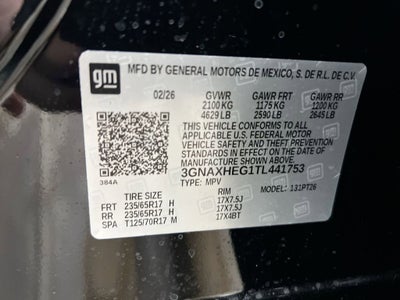 gm
MFD BY GENERAL MOTORS DE MEXICO, S. DE R.L. DE C.V.
02/26 GVWR GAWR FRT GAWR RR
2100 KG 1175 KG 1200 KG
4629 LB 2590 LB 2645 LB
THIS VEHICLE CONFORMS TO ALL
APPLICABLE U.S. FEDERAL MOTOR
VEHICLE SAFETY, BUMPER, AND THEFT
PREVENTION STANDARDS IN EFFECT ON
THE DATE OF MANUFACTURE SHOWN ABOVE.
3GNAXHEG1TL441753
384A TYPE: MPV MODEL: 131PT26
TIRE SIZE RIM
FRT 235/65R17 H 17X7.5J
RR 235/65R17 H 17X7.5J
SPA T125/70R17 M 17X4BT